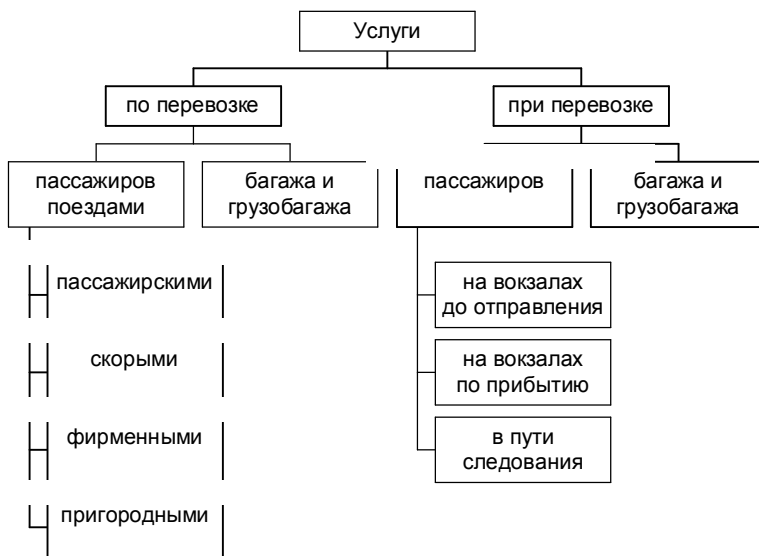 Услуги
по перевозке
при перевозке
пассажиров
поездами
багажа и
грузобагажа
пассажиров
багажа и
грузобагажа
пассажирскими
скорыми
фирменными
пригородными
на вокзалах
до отправления
на вокзалах
по прибытию
в пути
следования